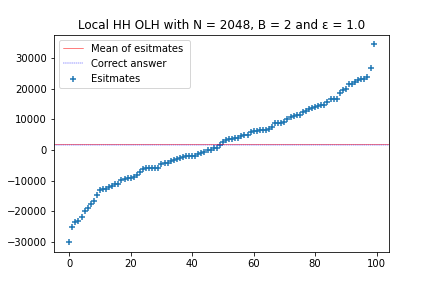 Local HH OLH with N = 2048, B = 2 and ε = 1.0
Mean of esitmates
Correct answer
Esitmates
30000
20000
10000
0
−10000
−20000
−30000
0 20 40 60 80 100